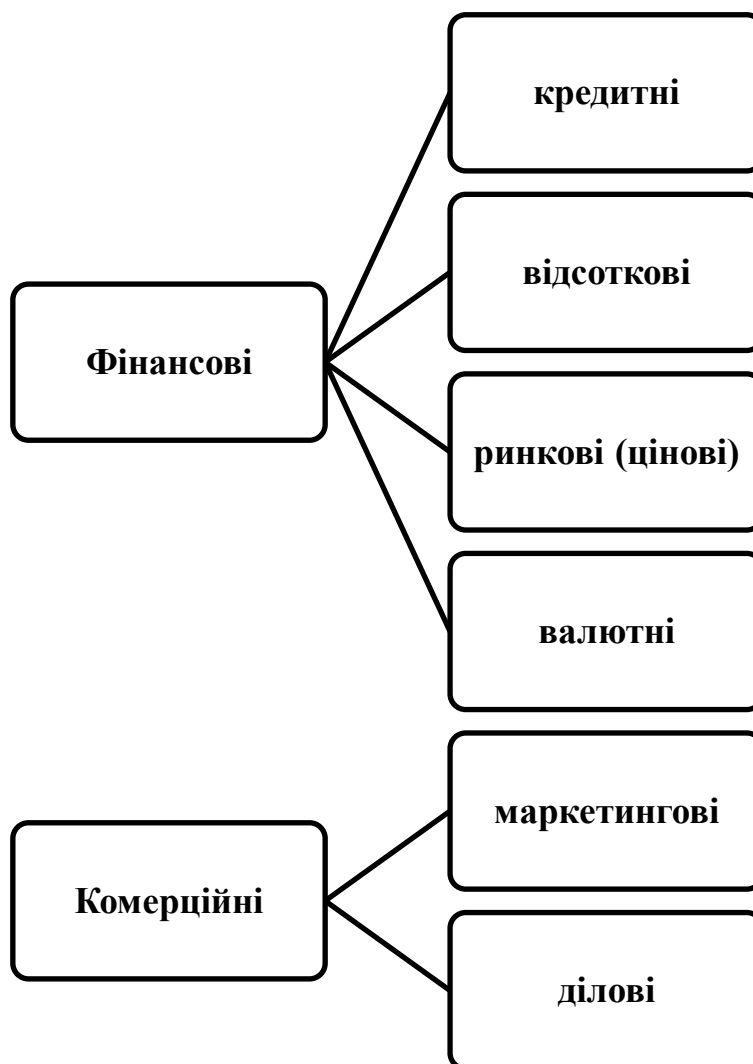 Фінансові
кредитні
відсоткові
ринкові (цінові)
валютні
Комерційні
маркетингові
ділові